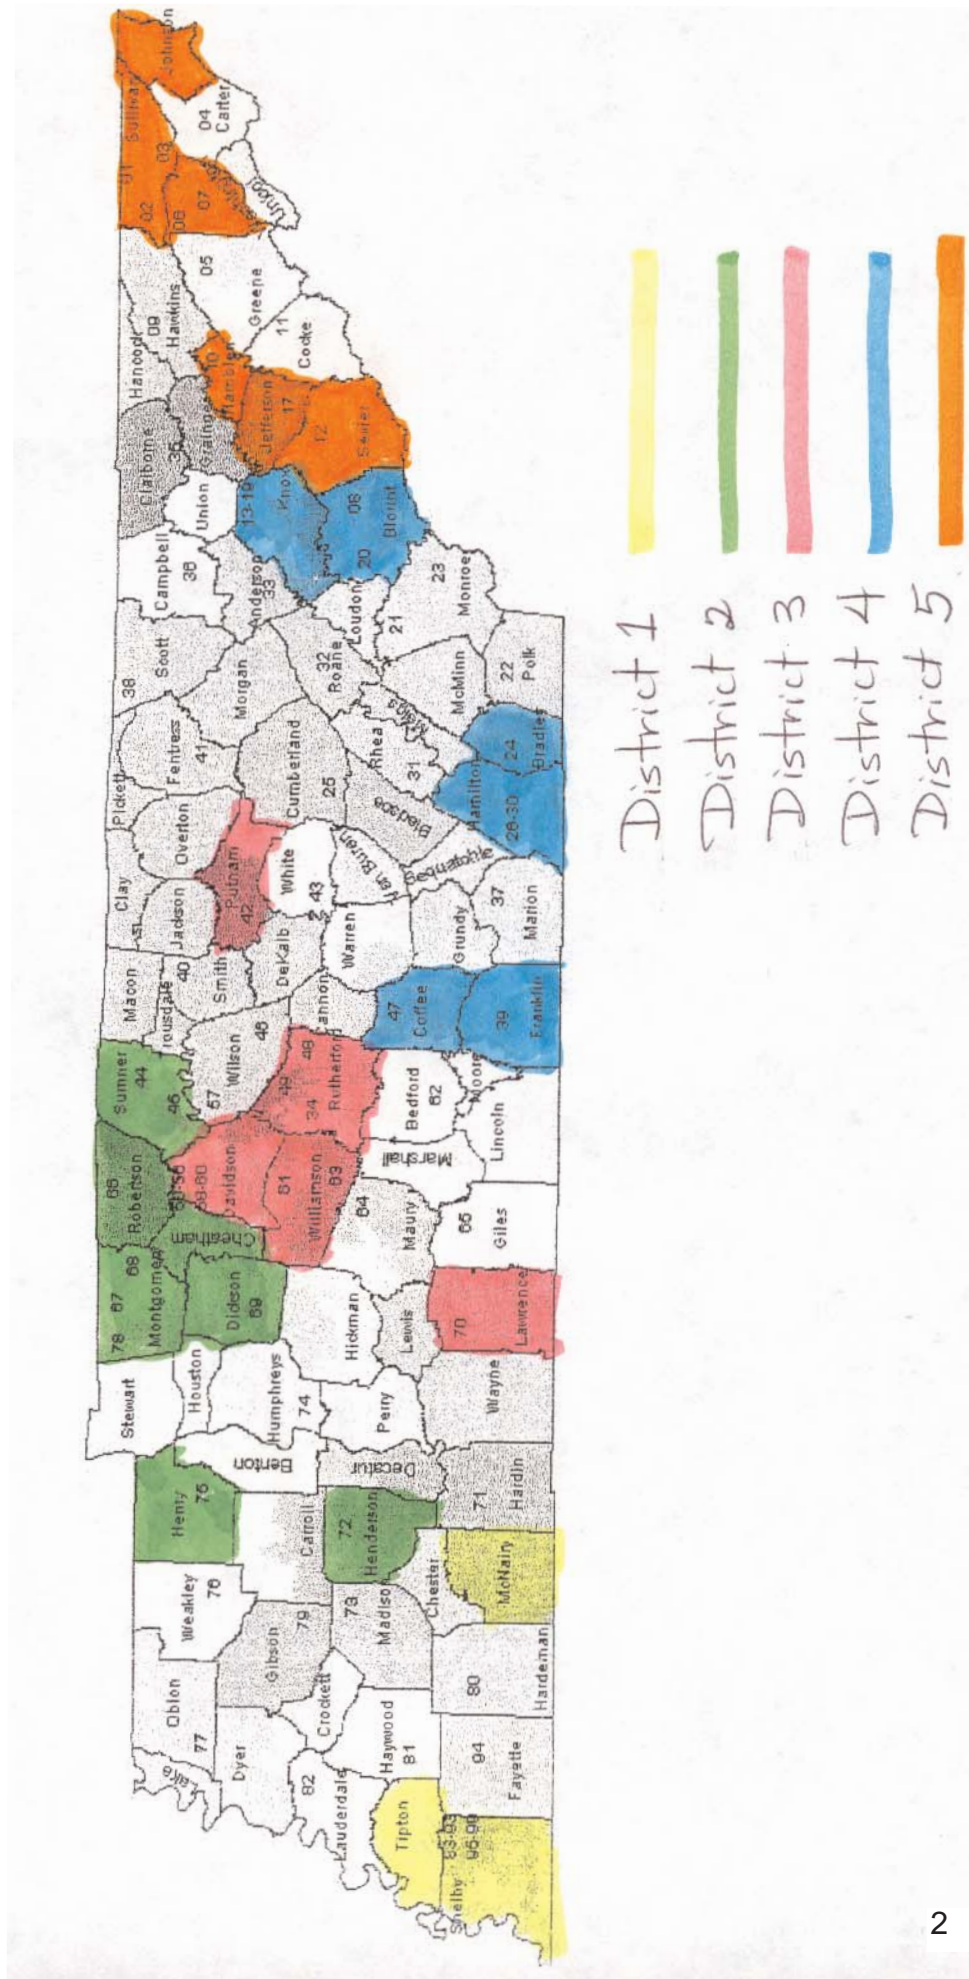 Johnson
Sullivan
01
02
03
04
Carter
06
07
Washington
Unicoi
05
Greene
09
Hawkins
Hancock
11
Cocke
10
Hamblen
Jefferson
17
12
Sevier
Claiborne
35
Grainger
Union
13-19
Knox
08
20
Blount
Campbell
36
Anderson
33
Loudon
21
23
Monroe
Scott
38
Morgan
32
Roane
McMinn
22
Polk
Meigs
Rhea
31
Fentress
41
Pickett
Cumberland
25
Bledsoe
Hamilton
24
Bradley
Overton
Clay
Jackson
Putnam
42
White
43
Van Buren
Sequatchie
37
Marion
Grundy
Warren
DeKalb
Smith
40
Macon
Trousdale
Wilson
46
57
Cannon
47
Coffee
39
Franklin
Sumner
44
45
48
49
34
Rutherford
Bedford
62
Moore
Lincoln
Marshall
66
Robertson
Davidson
61
Williamson
63
Cheatham
64
Maury
65
Giles
67
68
78
Montgomery
Dickson
69
Hickman
Lewis
70
Lawrence
Stewart
Houston
Humphreys
74
Perry
Wayne
Benton
Decatur
Henry
75
Carroll
72
Henderson
71
Hardin
Chester
McNairy
Weakley
76
Gibson
79
73
Madison
80
Hardeman
Obion
77
Lake
Dyer
Crockett
Haywood
81
82
Lauderdale
94
Fayette
Tipton
Shelby
District 1
District 2
District 3
District 4
District 5
2